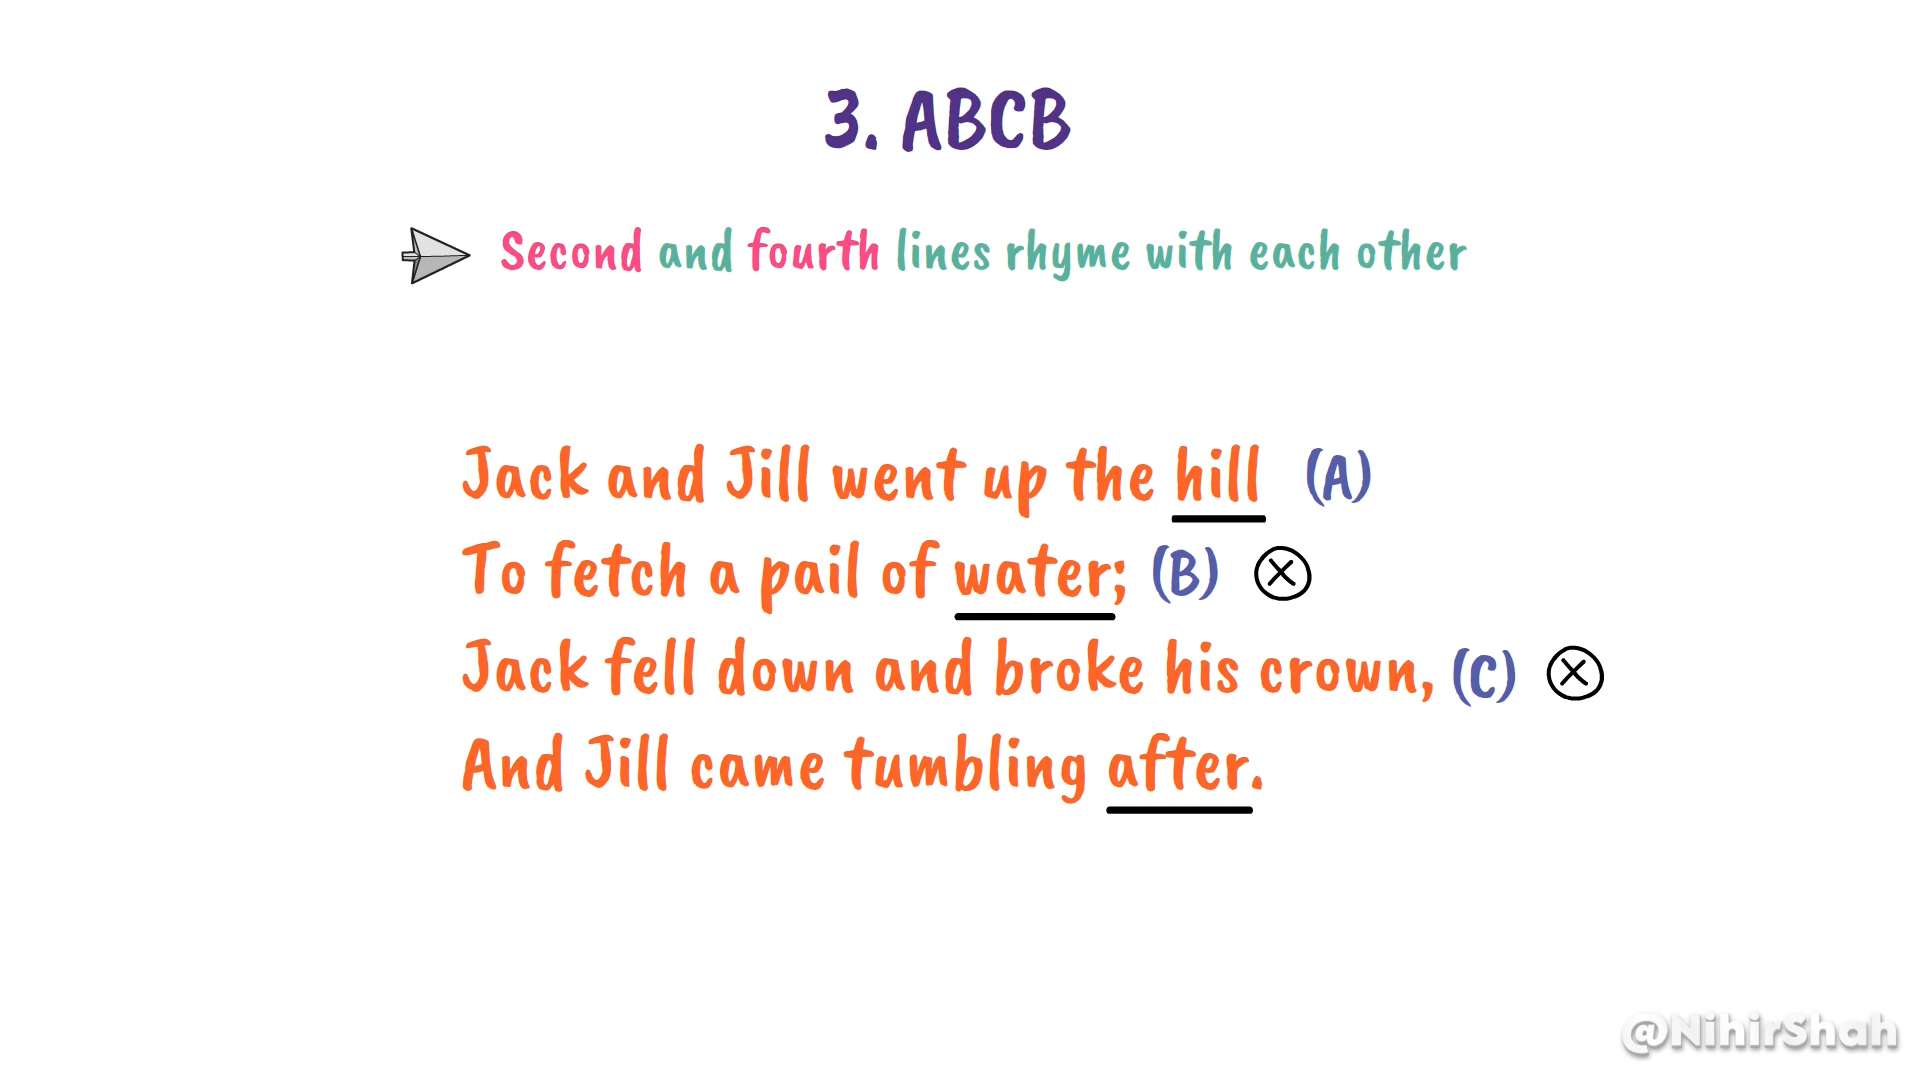 3. ABCB
Second and fourth lines rhyme with each other
Jack and Jill went up the hill (A)
To fetch a pail of water; (B)
Jack fell down and broke his crown, (C)
And Jill came tumbling after.
@NihirShah